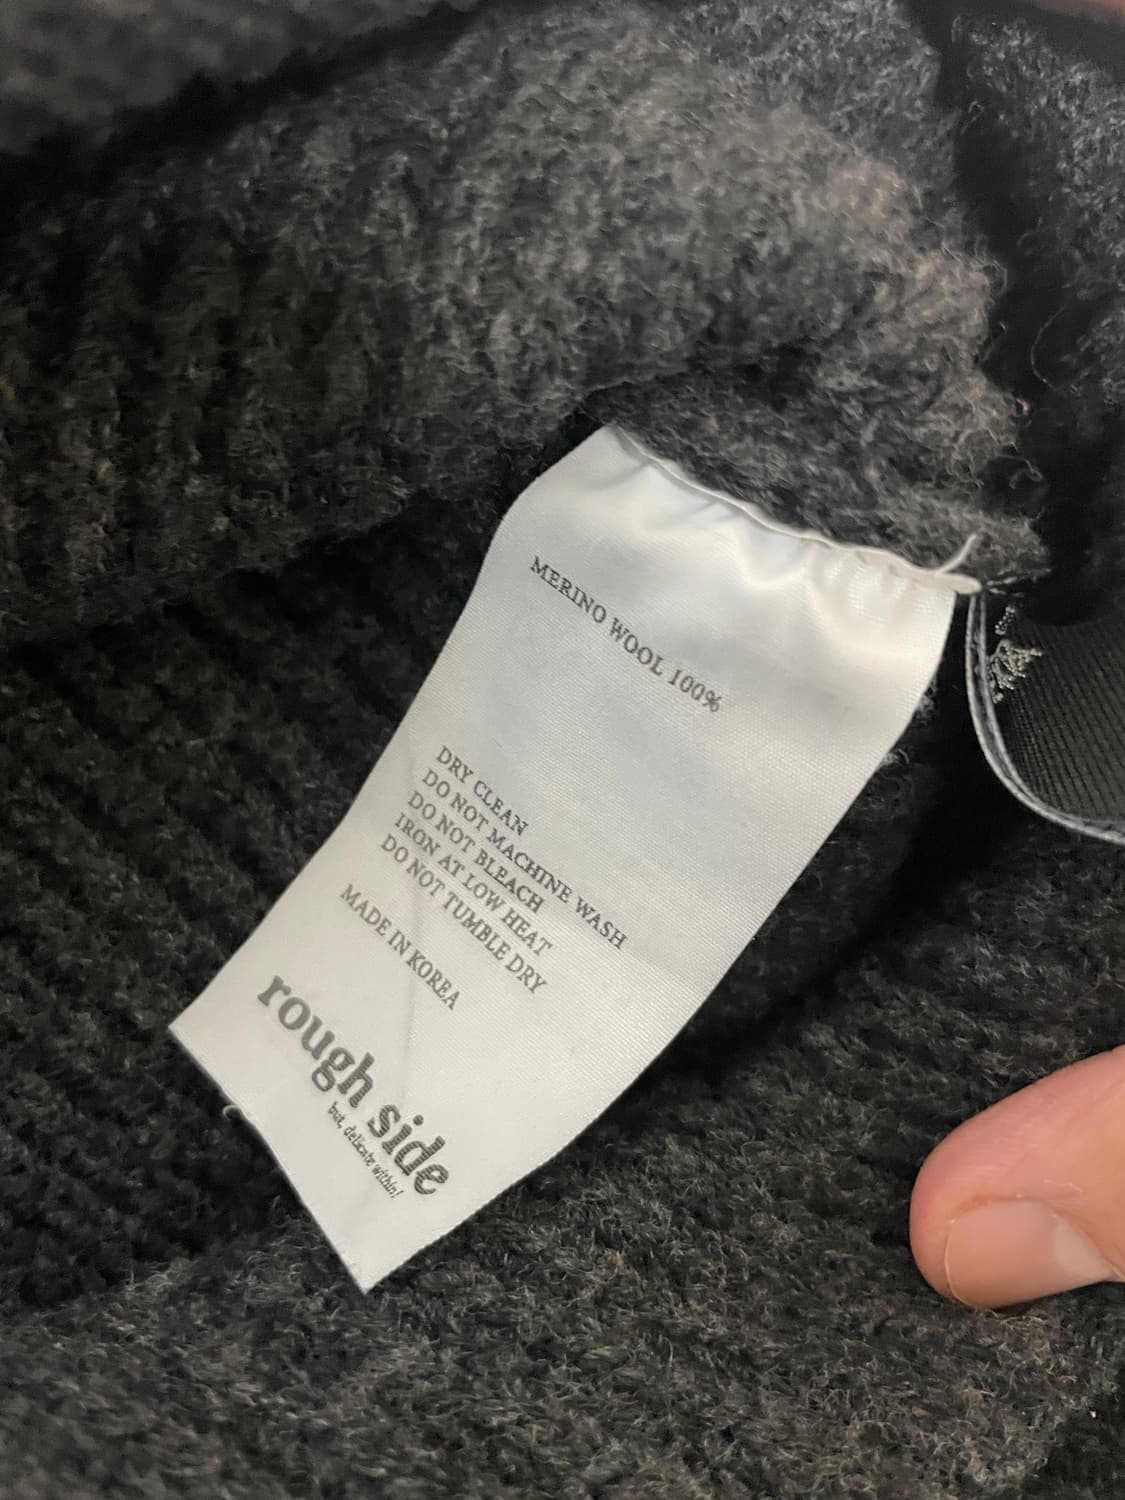 MERINO WOOL 100%
DRY CLEAN
DO NOT MACHINE WASH
DO NOT BLEACH
IRON AT LOW HEAT
DO NOT TUMBLE DRY
MADE IN KOREA
rough side
but, delicate within!